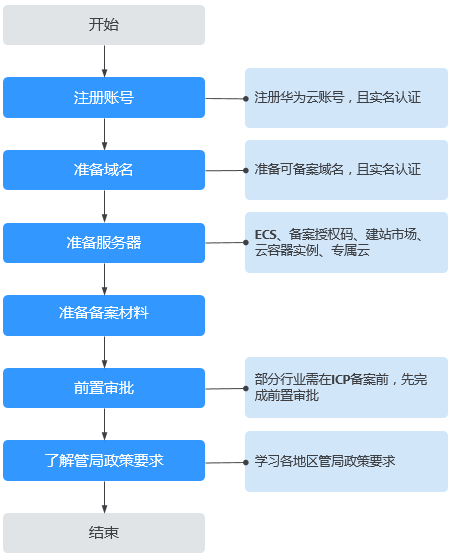 开始
注册账号
注册华为云账号，且实名认证
准备域名
准备可备案域名，且实名认证
准备服务器
ECS、备案授权码、建站市场、
云容器实例、专属云
准备备案材料
前置审批
部分行业需在ICP备案前，先完
成前置审批
了解管局政策要求
学习各地区管局政策要求
结束